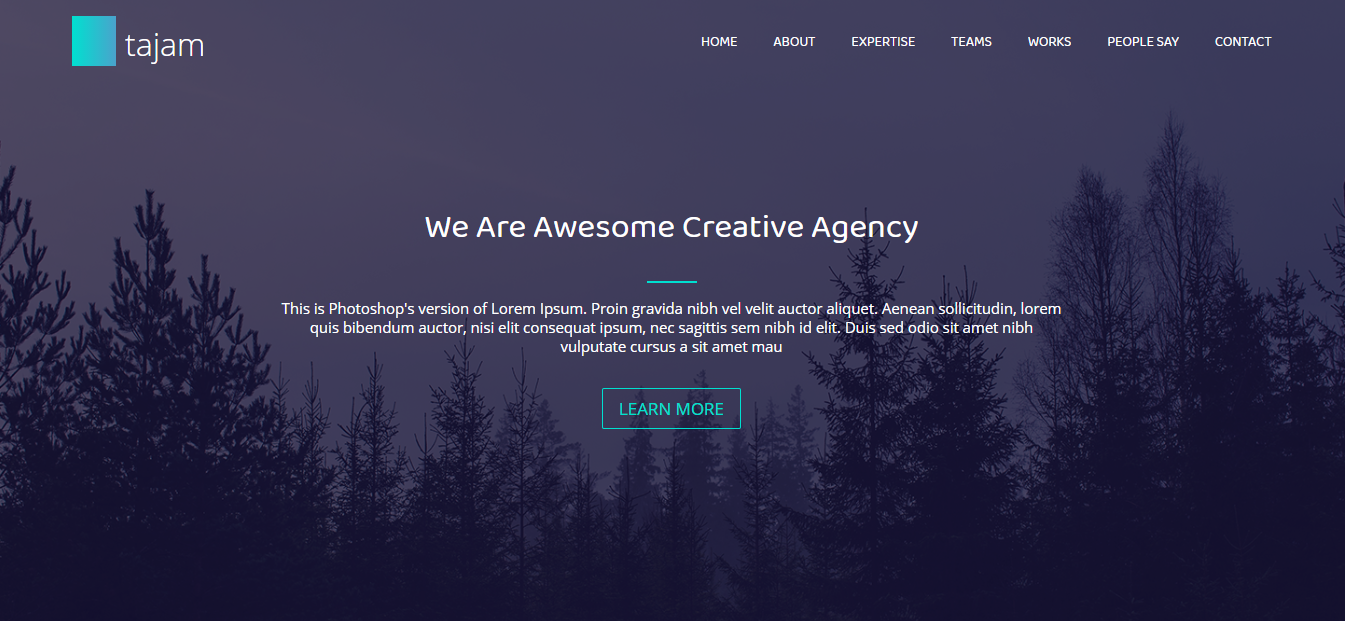 tajam
HOME ABOUT EXPERTISE TEAMS WORKS PEOPLE SAY CONTACT
We Are Awesome Creative Agency
This is Photoshop's version of Lorem Ipsum. Proin gravida nibh vel velit auctor aliquet. Aenean sollicitudin, lorem
quis bibendum auctor, nisi elit consequat ipsum, nec sagittis sem nibh id elit. Duis sed odio sit amet nibh
vulputate cursus a sit amet mau
LEARN MORE